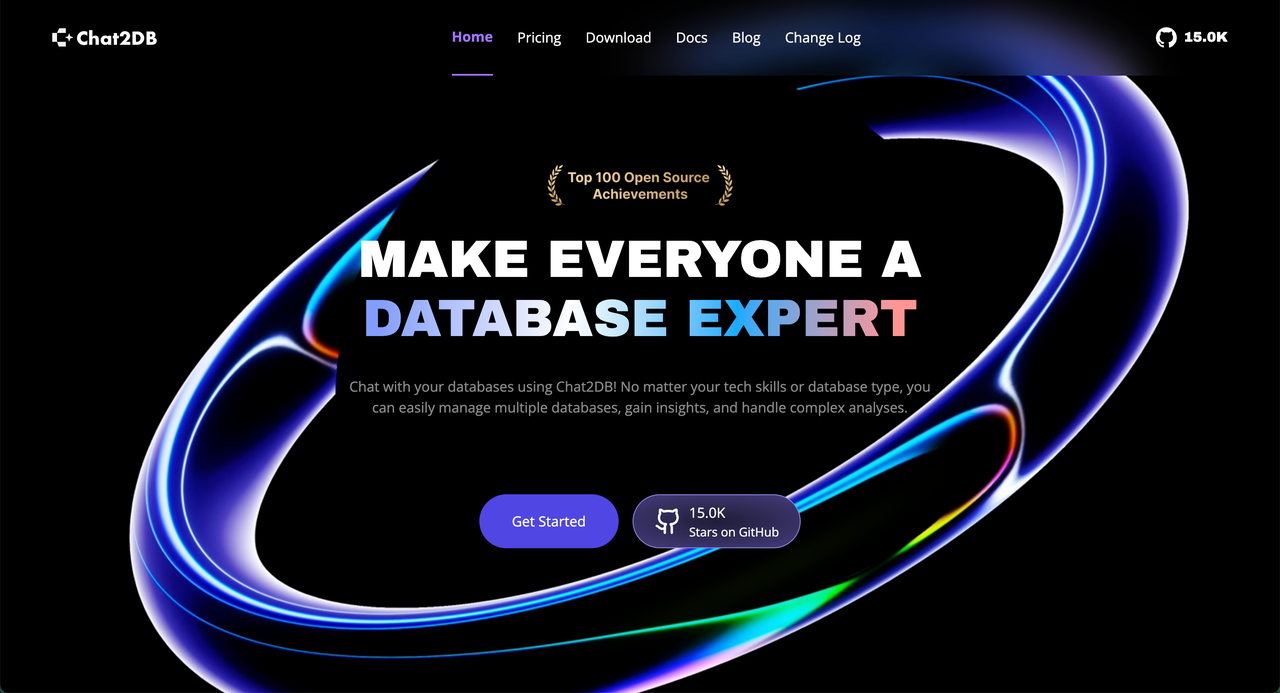 Chat2DB
Home
Pricing
Download
Docs
Blog
Change Log
15.0K
Top 100 Open Source
Achievements
MAKE EVERYONE A
DATABASE EXPERT
Chat with your databases using Chat2DB! No matter your tech skills or database type, you
can easily manage multiple databases, gain insights, and handle complex analyses.
Get Started
15.0K
Stars on GitHub